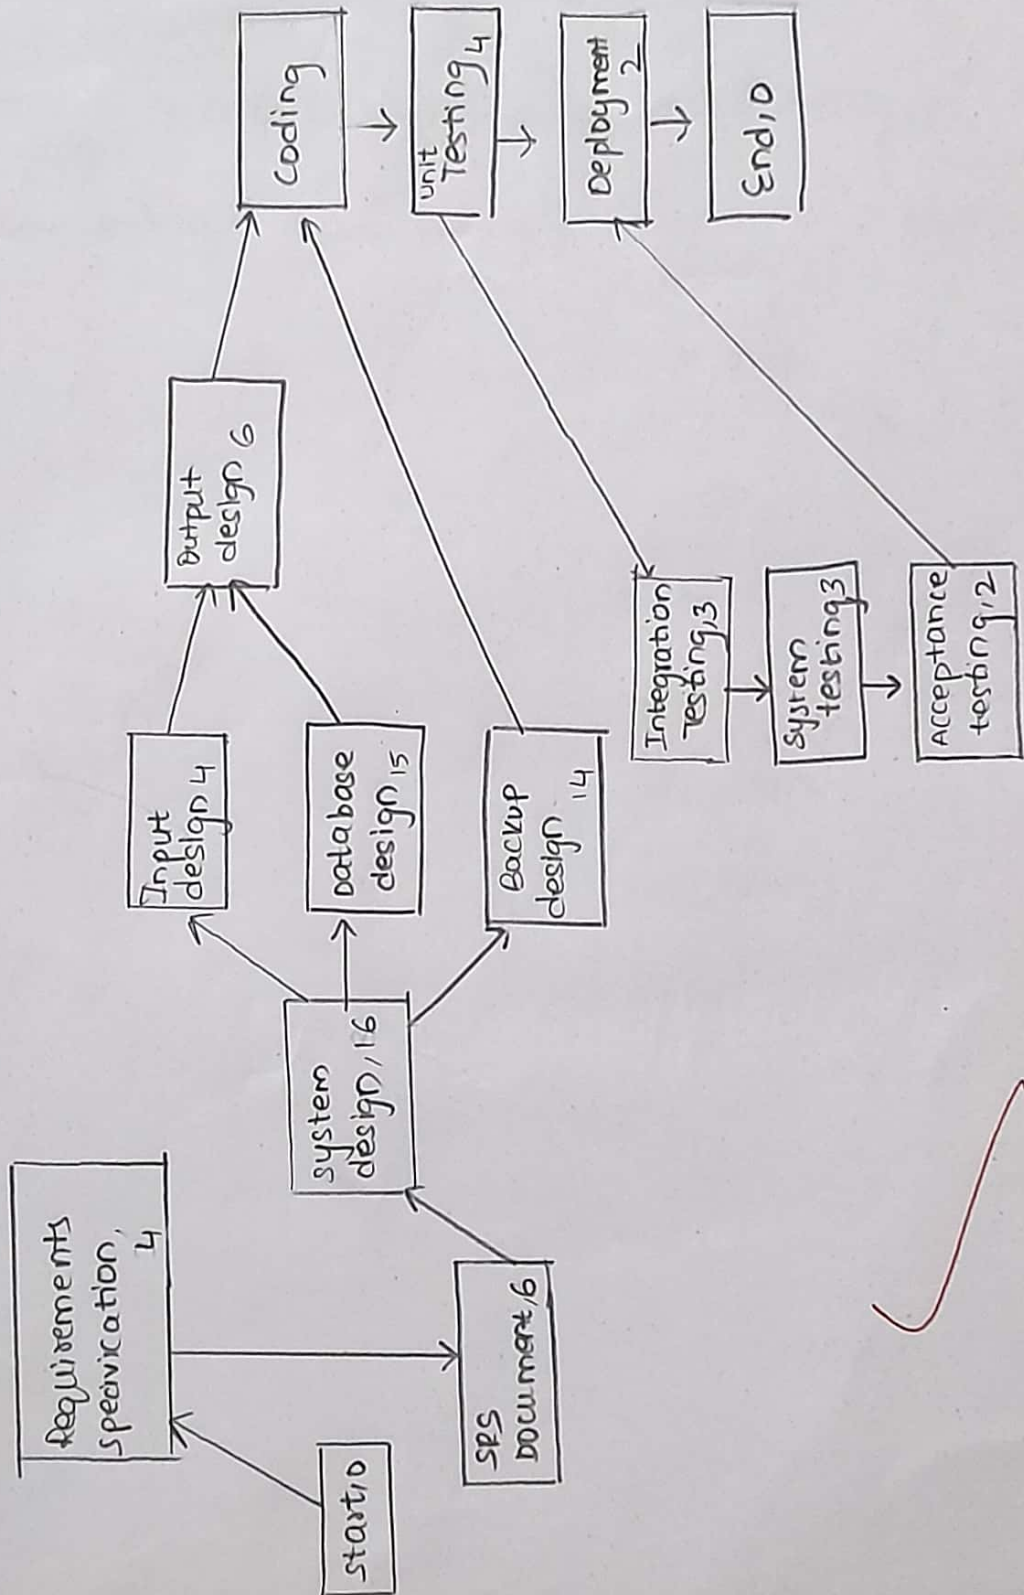 Start, 0
Requirements
specivication,
4
SRS
Document, 6
System
design, 16
Input
design 4
Database
design 15
Backup
design 14
Output
design 6
Coding
unit
Testing 4
Integration
Testing, 3
System
testing 3
Acceptance
testing, 2
Deployment
2
End, 0